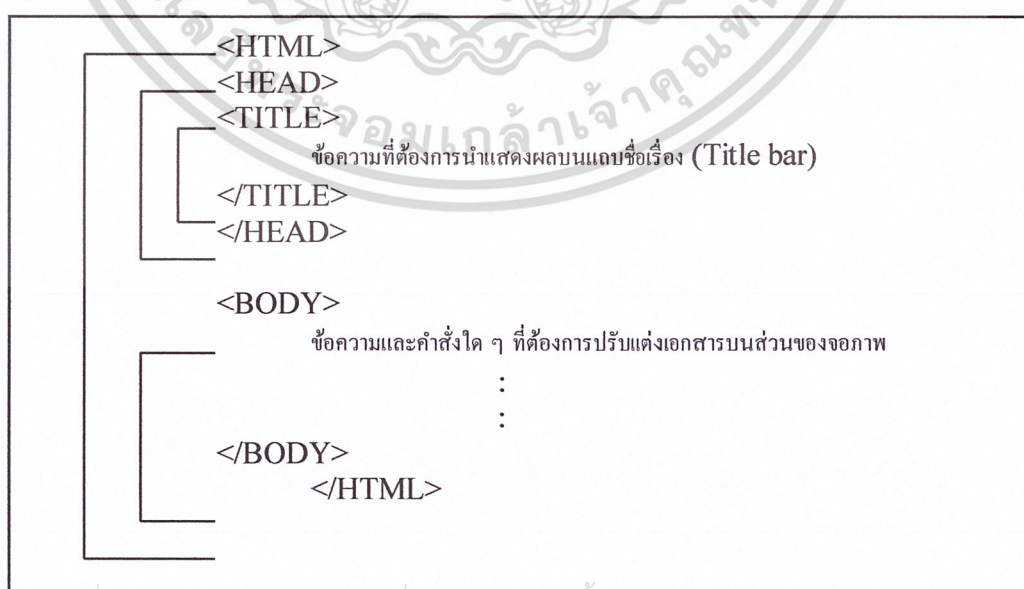 <HTML>
<HEAD>
<TITLE>
ข้อความที่ต้องการนำแสดงผลบนแถบชื่อเรื่อง (Title bar)
</TITLE>
</HEAD>
<BODY>
ข้อความและคำสั่งใด ๆ ที่ต้องการปรับแต่งเอกสารบนส่วนของจอภาพ
:
:
</BODY>
</HTML>